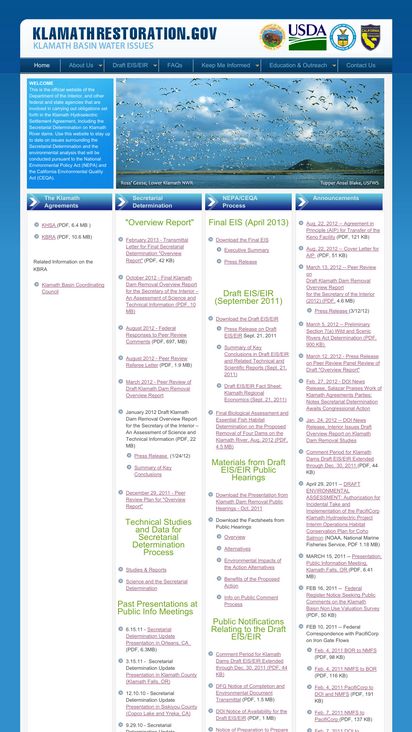 KLAMATHRESTORATION.GOV
KLAMATH BASIN WATER ISSUES
USDA
Home
About Us
Draft EIS/EIR
FAQs
Keep Me Informed
Education & Outreach
Contact Us
WELCOME
This is the official website of the
Department of the Interior, and other
federal and state agencies that are
involved in carrying out obligations set
forth in the Klamath Hydroelectric
Settlement Agreement, including the
Secretarial Determination on Klamath
River dams. Use this website to stay up
to date on issues surrounding the
Secretarial Determination and the
environmental analysis that will be
conducted pursuant to the National
Environmental Policy Act (NEPA) and
the California Environmental Quality
Act (CEQA).
Ross' Geese, Lower Klamath NWR
Tupper Ansel Blake, USFWS
The Klamath
Agreements
KHSA (PDF, 6.4 MB )
KBRA (PDF, 10.6 MB)
Related Information on the
KBRA
Klamath Basin Coordinating
Council
Secretarial
Determination
"Overview Report"
February 2013 - Transmittal
Letter for Final Secretarial
Determination "Overview
Report" (PDF, 42 KB)
October 2012 - Final Klamath
Dam Removal Overview Report
for the Secretary of the Interior –
An Assessment of Science and
Technical Information (PDF, 10
MB)
August 2012 - Federal
Responses to Peer Review
Comments (PDF, 697, MB)
August 2012 - Peer Review
Referee Letter (PDF, 1.9 MB)
March 2012 - Peer Review of
Draft Klamath Dam Removal
Overview Report
January 2012 Draft Klamath
Dam Removal Overview Report
for the Secretary of the Interior –
An Assessment of Science and
Technical Information (PDF, 22
MB)
Press Release (1/24/12)
Summary of Key
Conclusions
December 29, 2011 - Peer
Review Plan for "Overview
Report"
Technical Studies
and Data for
Secretarial
Determination
Process
Studies & Reports
Science and the Secretarial
Determination
Past Presentations at
Public Info Meetings
6.15.11 - Secretarial
Determination Update
Presentation in Orleans, CA
(PDF, 6.3MB)
3.15.11 - Secretarial
Determination Update
Presentation in Klamath County
(Klamath Falls, OR)
12.10.10 - Secretarial
Determination Update
Presentation in Siskiyou County
(Copco Lake and Yreka, CA)
9.29.10 - Secretarial
Determination Update
NEPA/CEQA
Process
Final EIS (April 2013)
Download the Final EIS
Executive Summary
Press Release
Draft EIS/EIR
(September 2011)
Download the Draft EIS/EIR
Press Release on Draft
EIS/EIR Sept. 21, 2011
Summary of Key
Conclusions in Draft EIS/EIR
and Related Technical and
Scientific Reports (Sept. 21,
2011)
Draft EIS/EIR Fact Sheet:
Klamath Regional
Economics (Sept. 21, 2011)
Final Biological Assessment and
Essential Fish Habitat
Determination on the Proposed
Removal of Four Dams on the
Klamath River, Aug. 2012 (PDF,
4.5 MB)
Materials from Draft
EIS/EIR Public
Hearings
Download the Presentation from
Klamath Dam Removal Public
Hearings - Oct. 2011
Download the Factsheets from
Public Hearings
Overview
Alternatives
Environmental Impacts of
the Action Alternatives
Benefits of the Proposed
Action
Info on Public Comment
Process
Public Notifications
Relating to the Draft
EIS/EIR
Comment Period for Klamath
Dams Draft EIS/EIR Extended
through Dec. 30, 2011 (PDF, 44
KB)
DFG Notice of Completion and
Environmental Document
Transmittal (PDF, 1.5 MB)
DOI Notice of Availability for the
Draft EIS/EIR (PDF, 1 MB)
Notice of Preparation to Prepare
Announcements
Aug. 22, 2012 – Agreement in
Principle (AIP) for Transfer of the
Keno Facility (PDF, 121 KB)
Aug. 22, 2012 -- Cover Letter for
AIP (PDF, 51 KB)
March 13, 2012 -- Peer Review
on
Draft Klamath Dam Removal
Overview Report
for the Secretary of the Interior
(2012) (PDF, 4.6 MB)
Press Release (3/12/12)
March 5, 2012 -- Preliminary
Section 7(a) Wild and Scenic
Rivers Act Determination (PDF,
900 KB)
March 12, 2012 - Press Release
on Peer Review Panel Review of
Draft "Overview Report"
Feb. 27, 2012 - DOI News
Release, Salazar Praises Work of
Klamath Agreements Parties;
Notes Secretarial Determination
Awaits Congressional Action
Jan. 24, 2012 -- DOI News
Release, Interior Issues Draft
Overview Report on Klamath
Dam Removal Studies
Comment Period for Klamath
Dams Draft EIS/EIR Extended
through Dec. 30, 2011 (PDF, 44
KB)
April 29, 2011 -- DRAFT
ENVIRONMENTAL
ASSESSMENT: Authorization for
Incidental Take and
Implementation of the PacifiCorp
Klamath Hydroelectric Project
Interim Operations Habitat
Conservation Plan for Coho
Salmon (NOAA, National Marine
Fisheries Service, PDF 1.18 MB)
MARCH 15, 2011 -- Presentation:
Public Information Meeting,
Klamath Falls, OR (PDF, 6.41
MB)
FEB 16, 2011 -- Federal
Register Notice Seeking Public
Comments on the Klamath
Basin Non Use Valuation Survey
(PDF, 50 KB)
FEB 10, 2011 -- Federal
Correspondence with PacifiCorp
on Iron Gate Flows
Feb. 4, 2011 BOR to NMFS
(PDF, 98 KB)
Feb. 4, 2011 NMFS to BOR
(PDF, 116 KB)
Feb. 4, 2011 PacifiCorp to
DOI and NMFS (PDF, 191
KB)
Feb. 7, 2011 NMFS to
PacifiCorp (PDF, 137 KB)
Feb. 7, 2011 DOI to